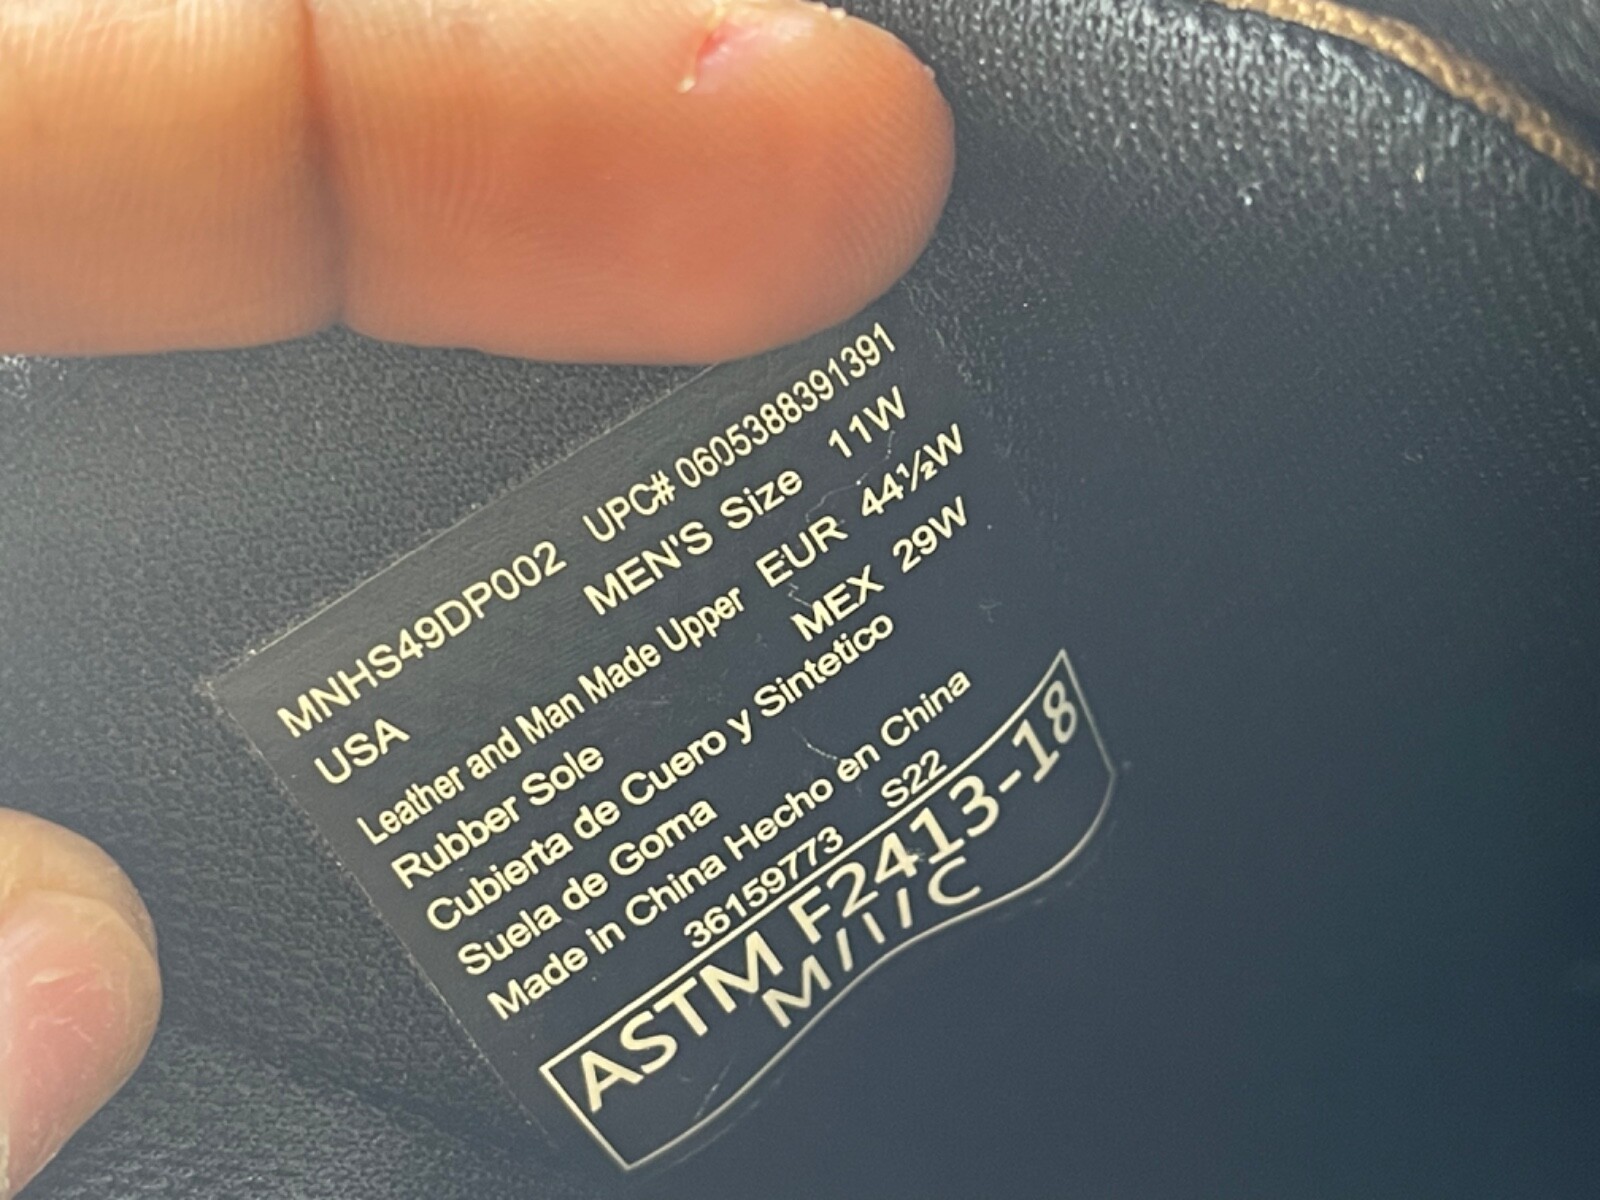 MNHS49DP002 UPC# 0605388391391
USA MEN'S Size 11W
Leather and Man Made Upper EUR 44½W
Rubber Sole MEX 29W
Cubierta de Cuero y Sintetico
Suela de Goma
Made in China Hecho en China
36159773 S22
ASTM F2413-18
M/I/C